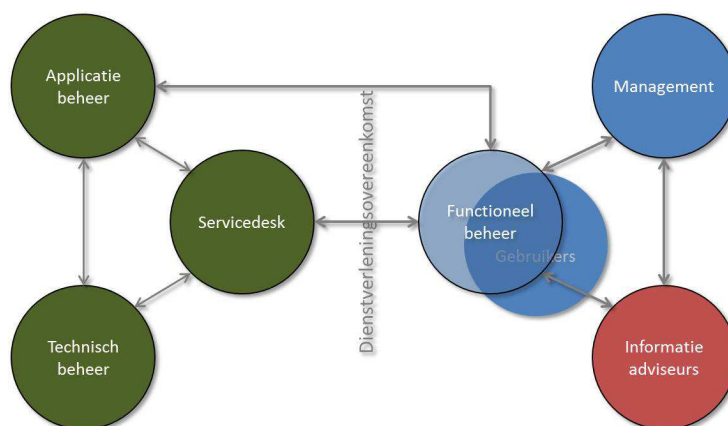 Applicatie
beheer
Management
Dienstverleningsovereenkomst
Servicedesk
Functioneel
beheer
Gebruikers
Technisch
beheer
Informatie
adviseurs